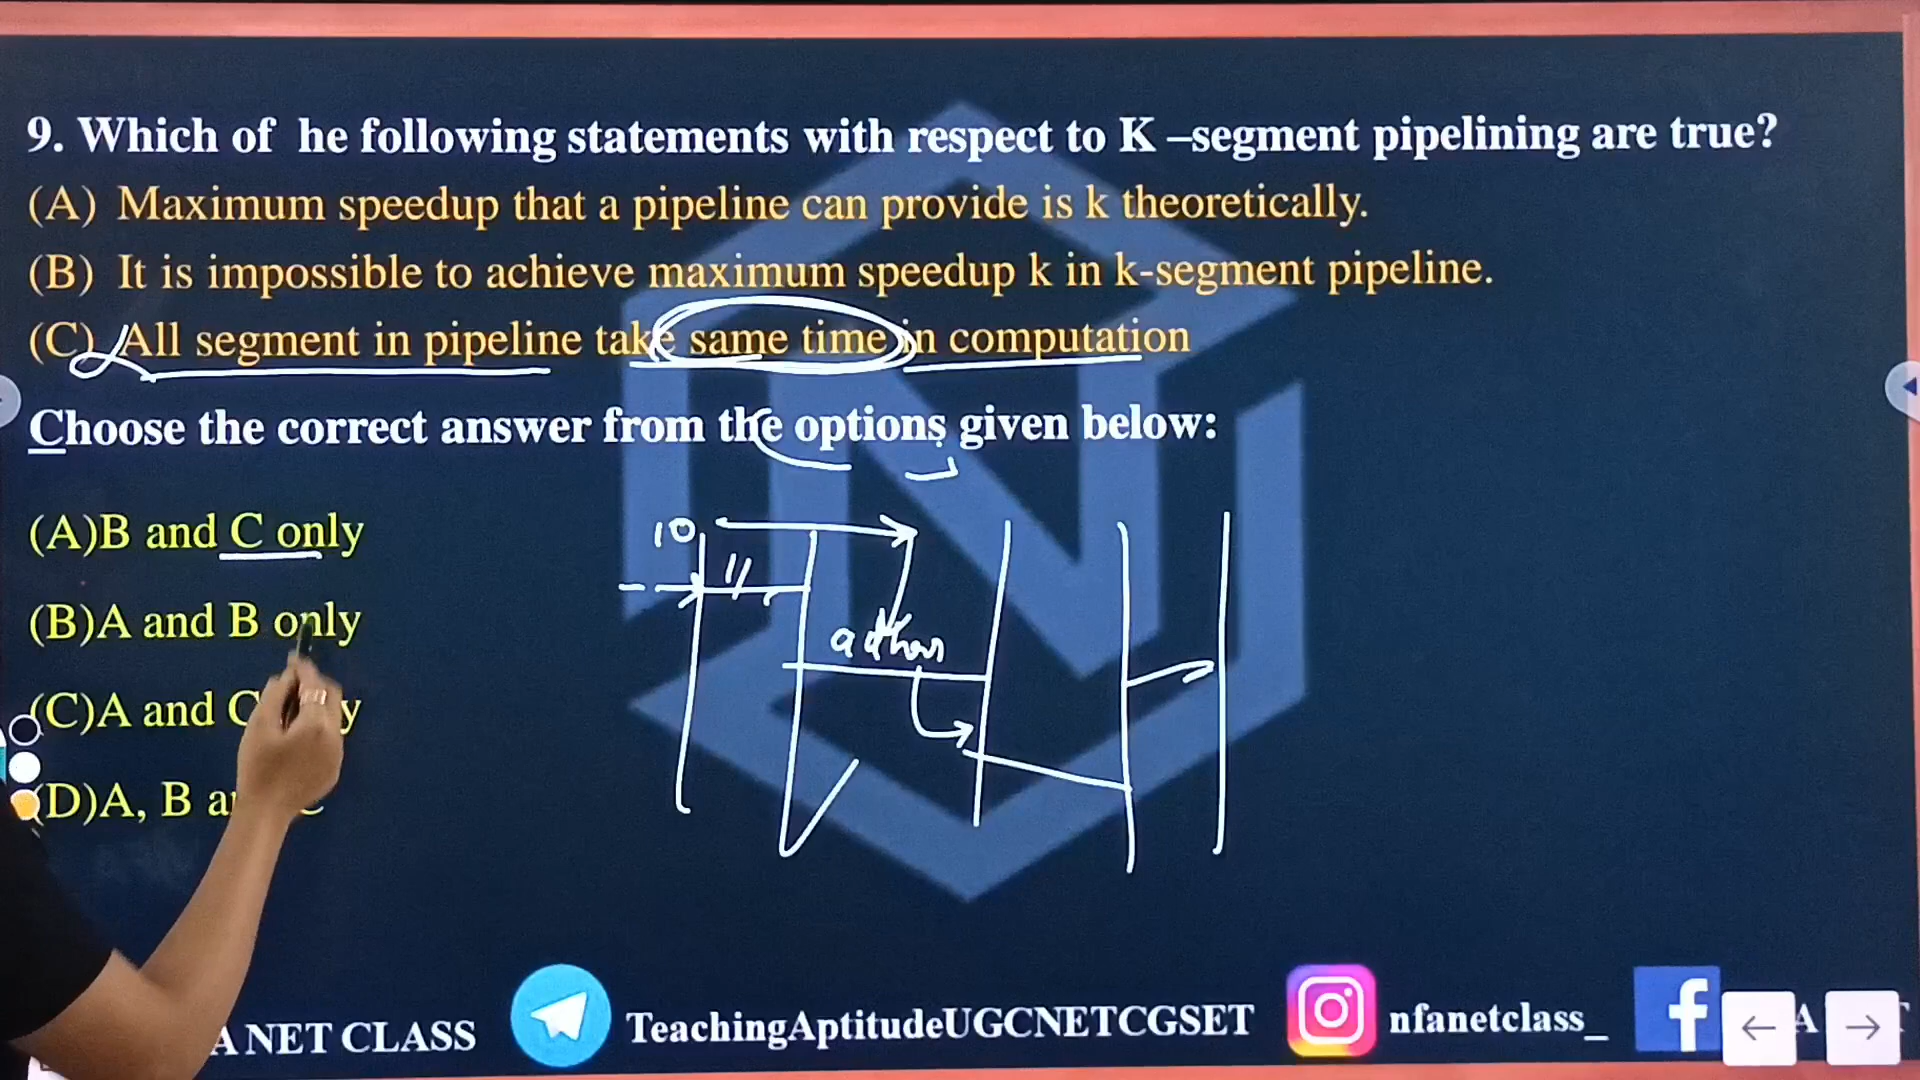 9. Which of he following statements with respect to K –segment pipelining are true?
(A) Maximum speedup that a pipeline can provide is k theoretically.
(B) It is impossible to achieve maximum speedup k in k-segment pipeline.
(C) All segment in pipeline take same time in computation
Choose the correct answer from the options given below:
(A)B and C only
(B)A and B only
(C)A and C
(D)A, B C
10
NET CLASS
TeachingAptitudeUGCNETCGSET
nfanetclass_